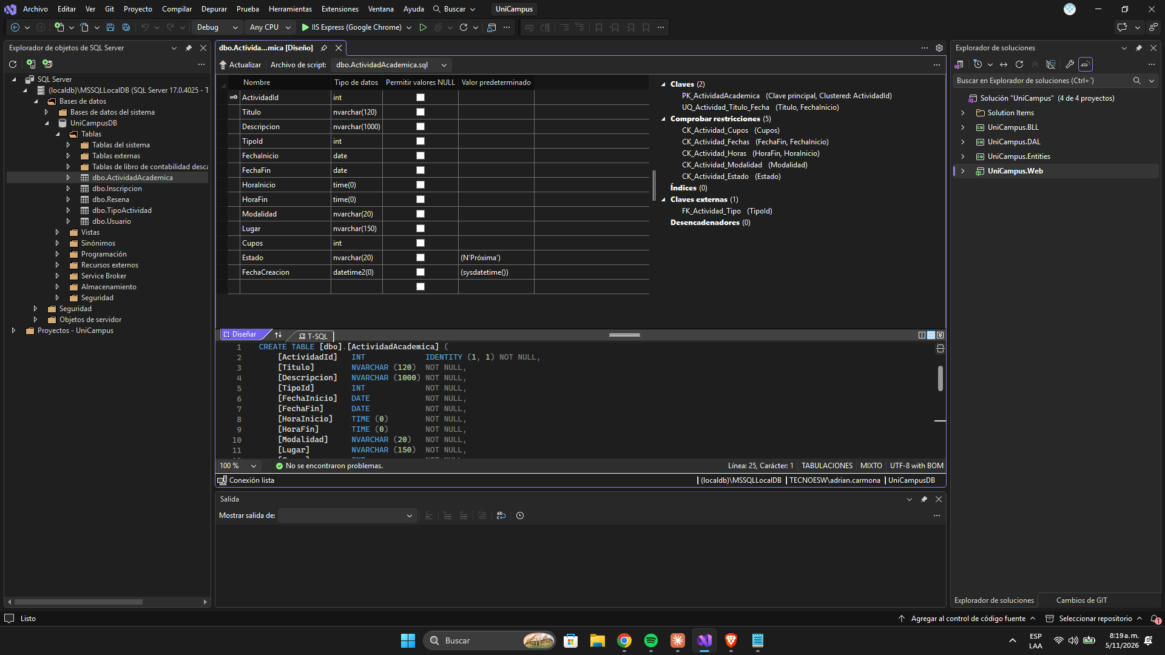 Archivo Editar Ver Git Proyecto Compilar Depurar Prueba Herramientas Extensiones Ventana Ayuda Buscar UniCampus
Debug Any CPU IIS Express (Google Chrome)
Explorador de objetos de SQL Server
SQL Server
(localdb)\MSSQLLocalDB (SQL Server 17.0.4025 - T
Bases de datos
Bases de datos del sistema
UniCampusDB
Tablas
Tablas del sistema
Tablas externas
Tablas de libro de contabilidad desca
dbo.ActividadAcademica
dbo.Inscripcion
dbo.Resena
dbo.TipoActividad
dbo.Usuario
Vistas
Sinónimos
Programación
Recursos externos
Service Broker
Almacenamiento
Seguridad
Seguridad
Objetos de servidor
Proyectos - UniCampus
dbo.Activida...mica [Diseño]
Actualizar Archivo de script: dbo.ActividadAcademica.sql
Nombre Tipo de datos Permitir valores NULL Valor predeterminado
ActividadId int
Titulo nvarchar(120)
Descripcion nvarchar(1000)
TipoId int
FechaInicio date
FechaFin date
HoraInicio time(0)
HoraFin time(0)
Modalidad nvarchar(20)
Lugar nvarchar(150)
Cupos int
Estado nvarchar(20) (N'Próxima')
FechaCreacion datetime2(0) (sysdatetime())
Claves (2)
PK_ActividadAcademica (Clave principal, Clustered: ActividadId)
UQ_Actividad_Titulo_Fecha (Titulo, FechaInicio)
Comprobar restricciones (5)
CK_Actividad_Cupos (Cupos)
CK_Actividad_Fechas (FechaFin, FechaInicio)
CK_Actividad_Horas (HoraFin, HoraInicio)
CK_Actividad_Modalidad (Modalidad)
CK_Actividad_Estado (Estado)
Índices (0)
Claves externas (1)
FK_Actividad_Tipo (TipoId)
Desencadenadores (0)
Diseñar T-SQL
1 CREATE TABLE [dbo].[ActividadAcademica] (
2 [ActividadId] INT IDENTITY (1, 1) NOT NULL,
3 [Titulo] NVARCHAR (120) NOT NULL,
4 [Descripcion] NVARCHAR (1000) NOT NULL,
5 [TipoId] INT NOT NULL,
6 [FechaInicio] DATE NOT NULL,
7 [FechaFin] DATE NOT NULL,
8 [HoraInicio] TIME (0) NOT NULL,
9 [HoraFin] TIME (0) NOT NULL,
10 [Modalidad] NVARCHAR (20) NOT NULL,
11 [Lugar] NVARCHAR (150) NOT NULL,
100 % No se encontraron problemas. Línea: 25, Carácter: 1 TABULACIONES MIXTO UTF-8 with BOM
Conexión lista (localdb)\MSSQLLocalDB TECNOESW\adrian.carmona UniCampusDB
Salida
Mostrar salida de:
Explorador de soluciones
Buscar en Explorador de soluciones (Ctrl+')
Solución "UniCampus" (4 de 4 proyectos)
Solution Items
UniCampus.BLL
UniCampus.DAL
UniCampus.Entities
UniCampus.Web
Explorador de soluciones Cambios de GIT
Listo Agregar al control de código fuente Seleccionar repositorio
Buscar
ESP
LAA
8:19 a. m.
5/11/2026